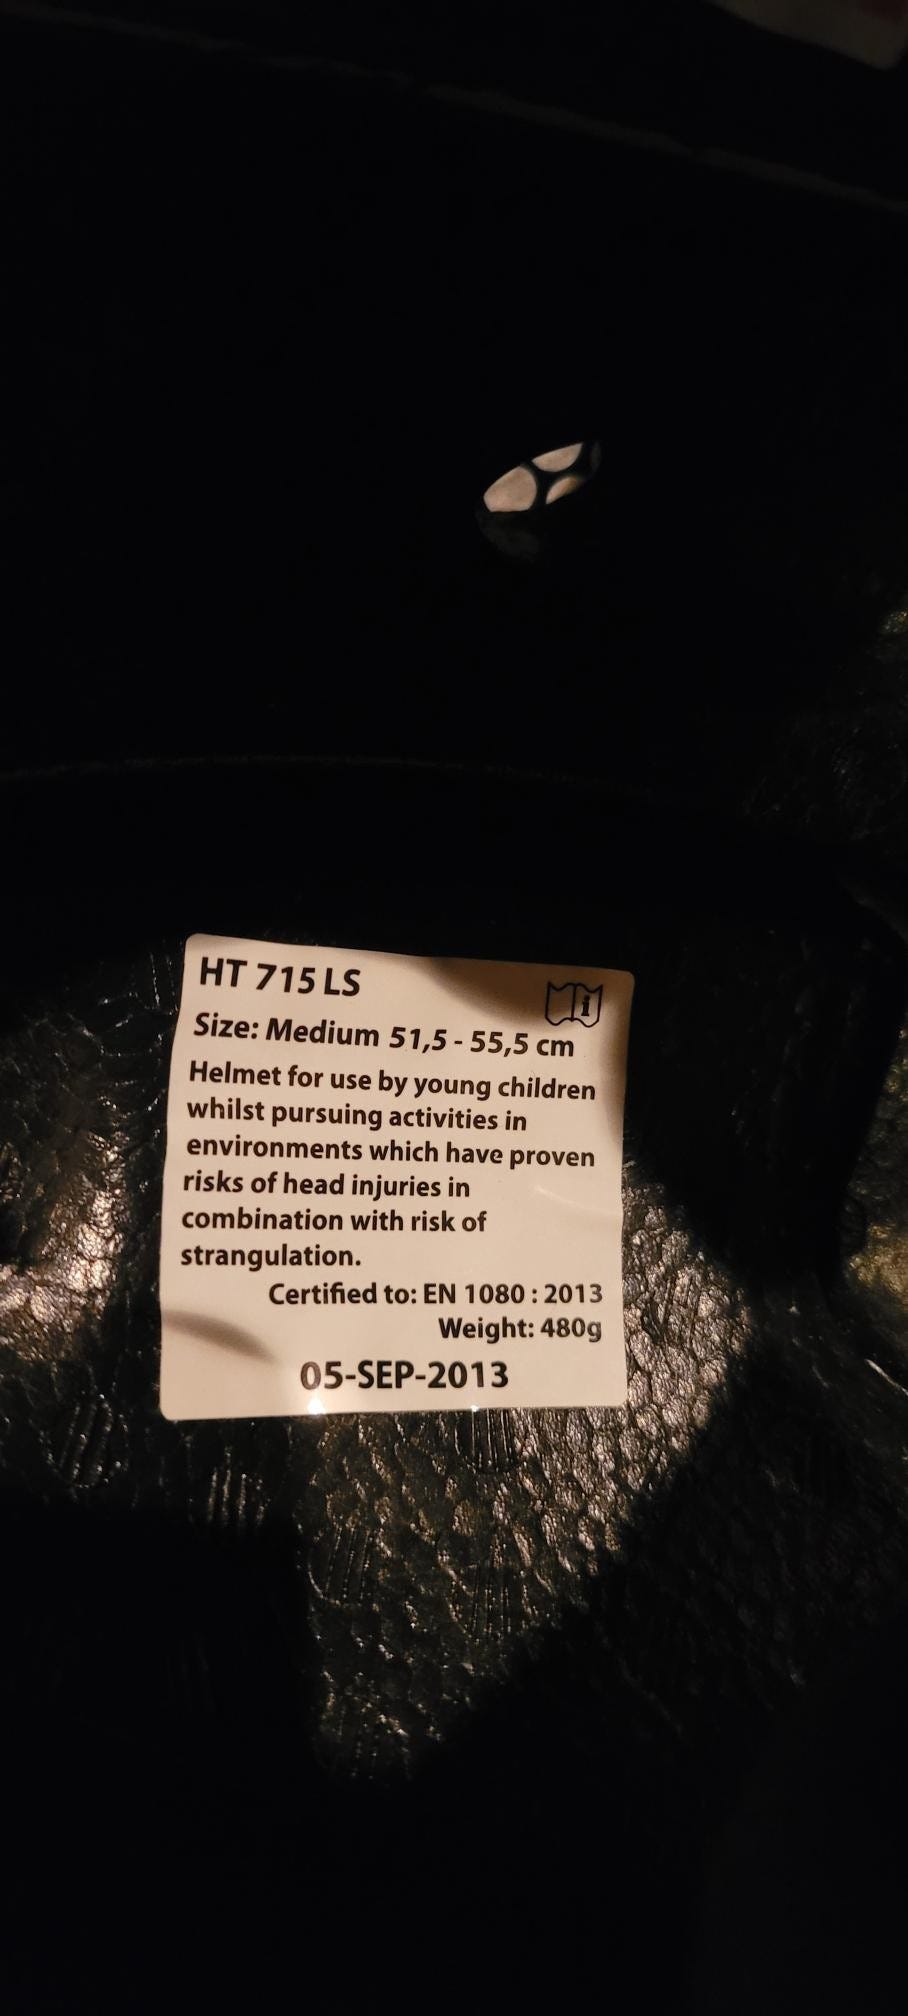 HT 715 LS
i
Size: Medium 51,5 - 55,5 cm
Helmet for use by young children
whilst pursuing activities in
environments which have proven
risks of head injuries in
combination with risk of
strangulation.
Certified to: EN 1080 : 2013
Weight: 480g
05-SEP-2013